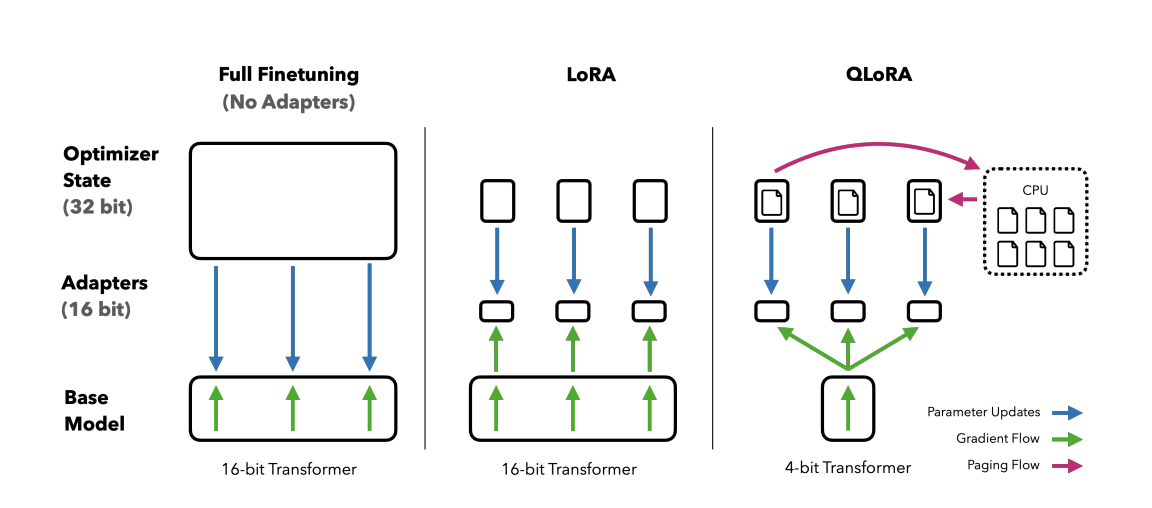 Full Finetuning
(No Adapters)
LoRA
QLoRA
Optimizer
State
(32 bit)
CPU
Adapters
(16 bit)
Base
Model
Parameter Updates
Gradient Flow
Paging Flow
16-bit Transformer
16-bit Transformer
4-bit Transformer